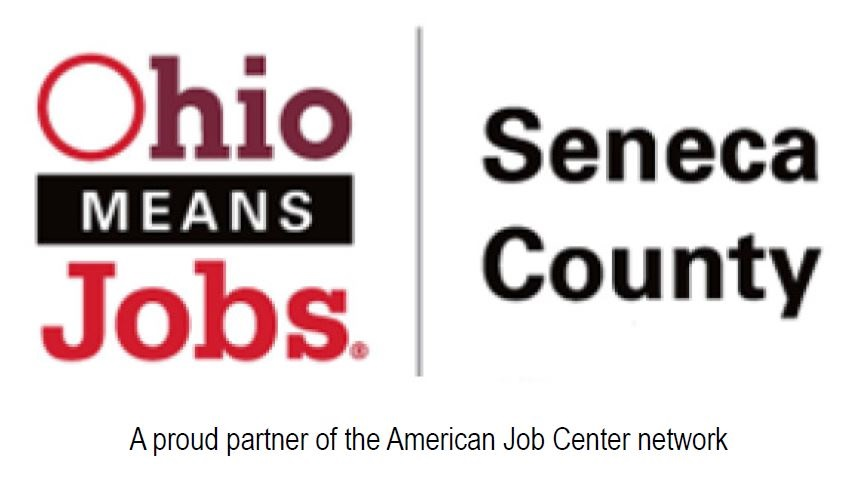 Ohio
MEANS
Jobs.®
Seneca
County
A proud partner of the American Job Center network